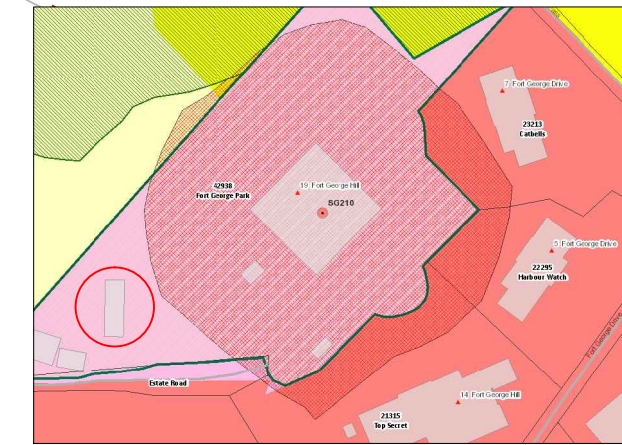 7 Fort George Drive
23213
Catbells
42938
Fort George Park
19 Fort George Hill
SG210
5 Fort George Drive
22295
Harbour Watch
Fort George Drive
Estate Road
14 Fort George Hill
21315
Top Secret